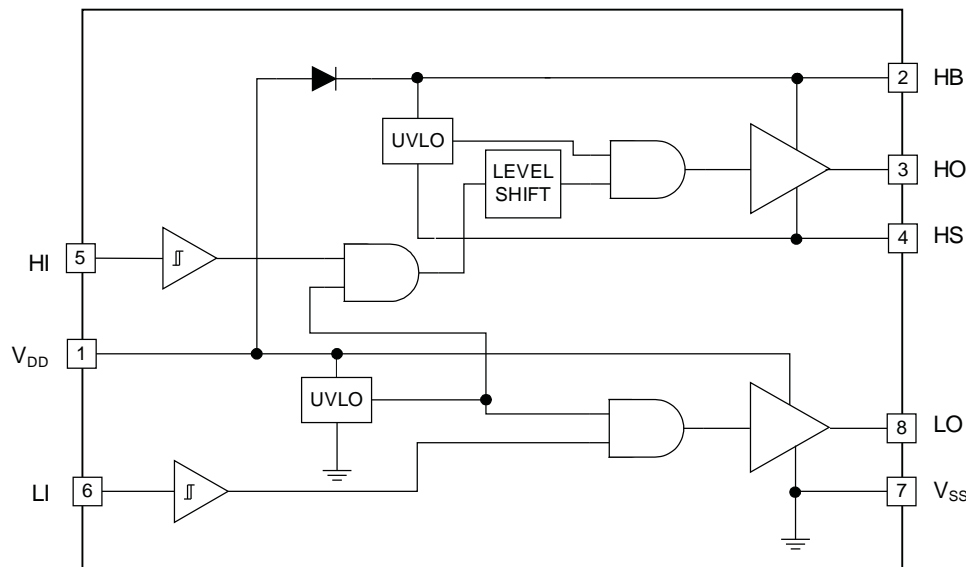 2 HB
UVLO
LEVEL
SHIFT
3 HO
4 HS
HI 5
V_DD 1
UVLO
8 LO
LI 6
7 V_SS